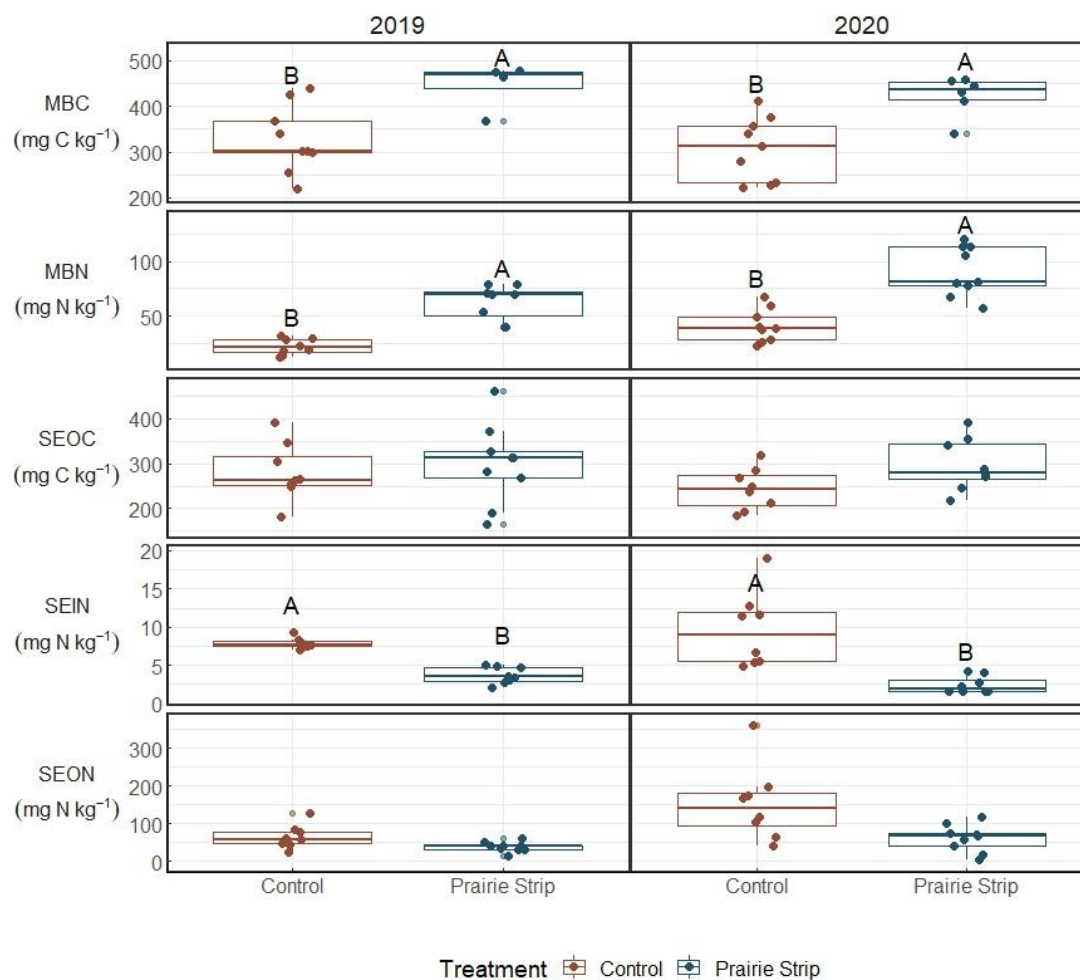 2019 2020
MBC
(mg C kg⁻¹)
500
400
300
200
B A B A
MBN
(mg N kg⁻¹)
100
50
B A B A
SEOC
(mg C kg⁻¹)
400
300
200
SEIN
(mg N kg⁻¹)
20
15
10
5
0
A B A B
SEON
(mg N kg⁻¹)
300
200
100
0
Control Prairie Strip Control Prairie Strip
Treatment Control Prairie Strip